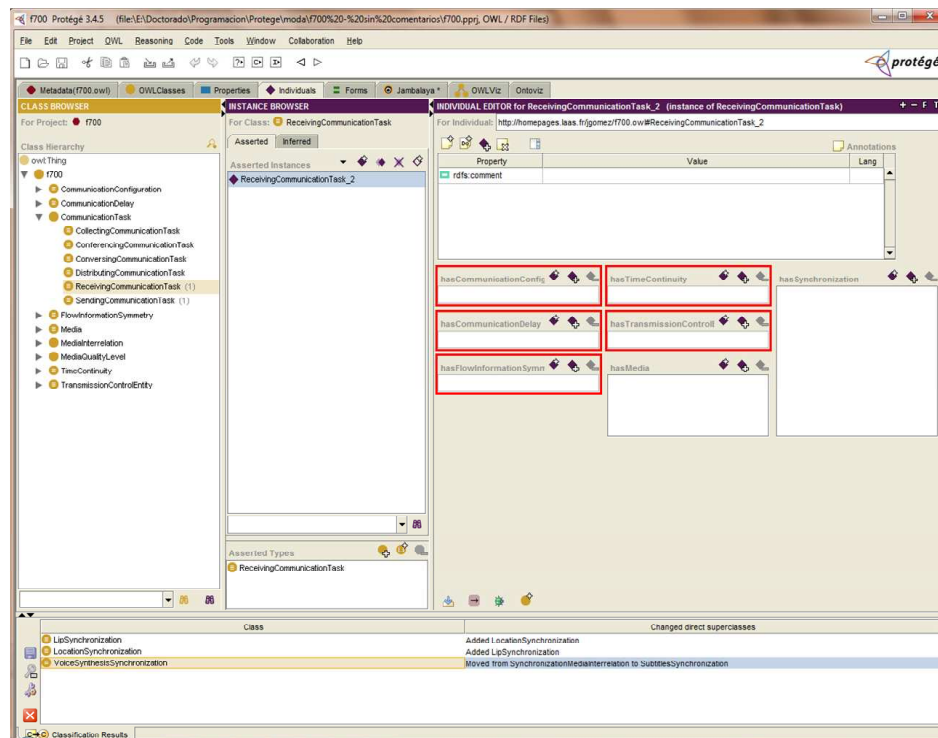 f700 Protégé 3.4.5 (file:\E:\Doctorado\Programacion\Protege\moda\f700%20-%20sin%20comentarios\f700.pprj, OWL / RDF Files)
File Edit Project OWL Reasoning Code Tools Window Collaboration Help
protégé
Metadata(f700.owl) OWLClasses Properties Individuals Forms Jambalaya * OWLViz Ontoviz
CLASS BROWSER
For Project: f700
Class Hierarchy
owl:Thing
f700
CommunicationConfiguration
CommunicationDelay
CommunicationTask
CollectingCommunicationTask
ConferencingCommunicationTask
ConversingCommunicationTask
DistributingCommunicationTask
ReceivingCommunicationTask (1)
SendingCommunicationTask (1)
FlowInformationSymmetry
Media
MediaInterrelation
MediaQualityLevel
TimeContinuity
TransmissionControlEntity
INSTANCE BROWSER
For Class: ReceivingCommunicationTask
Asserted Inferred
Asserted Instances
ReceivingCommunicationTask_2
Asserted Types
ReceivingCommunicationTask
INDIVIDUAL EDITOR for ReceivingCommunicationTask_2 (instance of ReceivingCommunicationTask) + - F T
For Individual: http://homepages.laas.fr/jgomez/f700.owl#ReceivingCommunicationTask_2
Annotations
Property Value Lang
rdfs:comment
hasCommunicationConfig hasTimeContinuity hasSynchronization
hasCommunicationDelay hasTransmissionControll
hasFlowInformationSymm hasMedia
Class Changed direct superclasses
LipSynchronization Added LocationSynchronization
LocationSynchronization Added LipSynchronization
VoiceSynthesisSynchronization Moved from SynchronizationMediaInterrelation to SubtitlesSynchronization
Classification Results